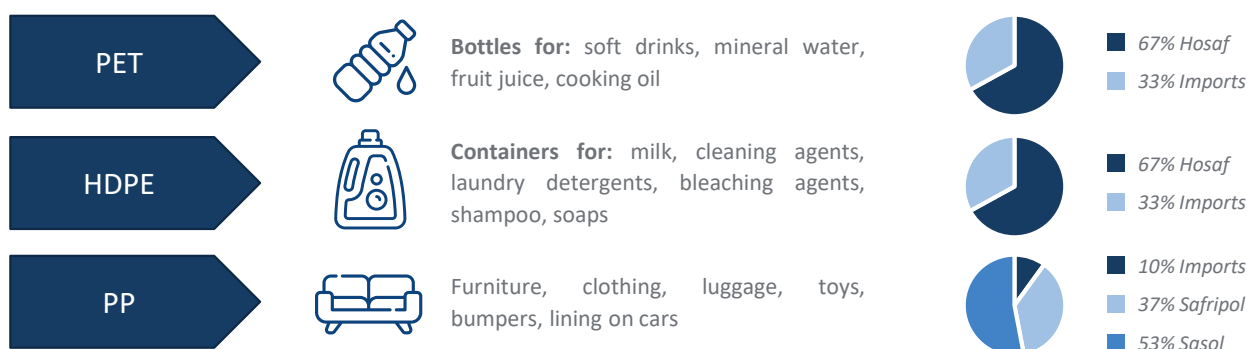 PET
Bottles for: soft drinks, mineral water,
fruit juice, cooking oil
67% Hosaf
33% Imports
HDPE
Containers for: milk, cleaning agents,
laundry detergents, bleaching agents,
shampoo, soaps
67% Hosaf
33% Imports
PP
Furniture, clothing, luggage, toys,
bumpers, lining on cars
10% Imports
37% Safripol
53% Sasol